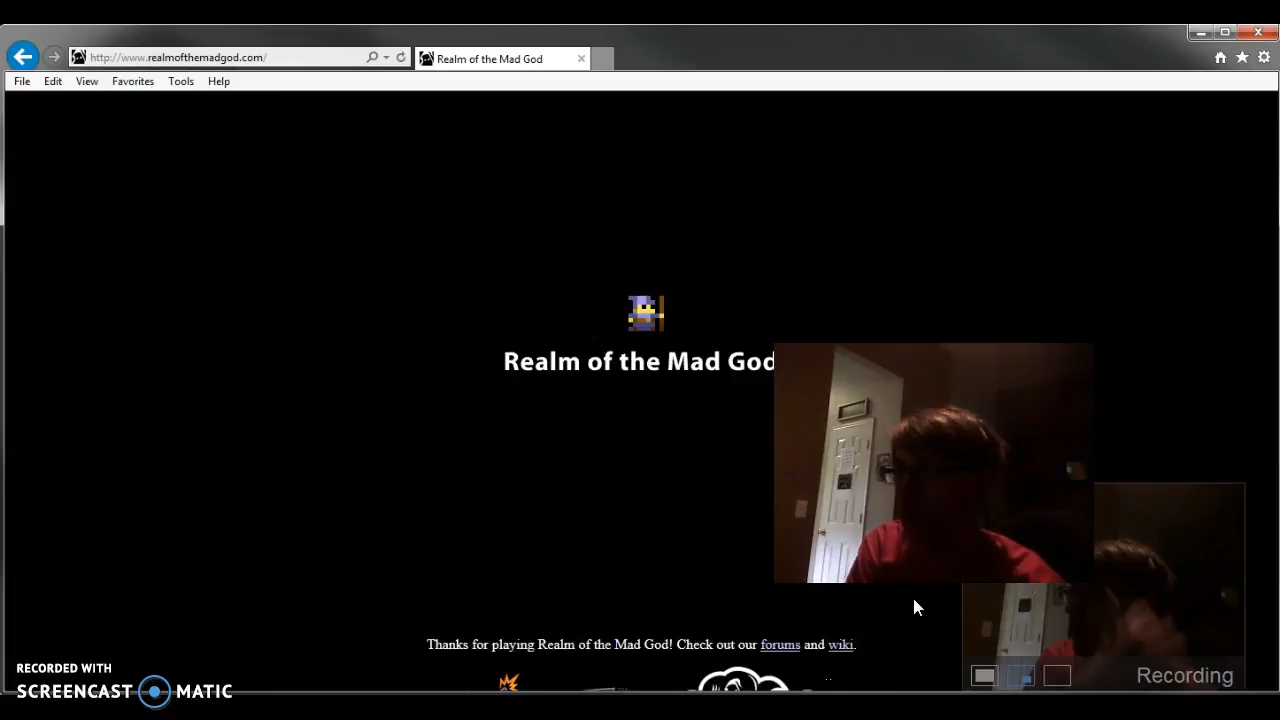 http://www.realmofthemadgod.com/
Realm of the Mad God
File Edit View Favorites Tools Help
Realm of the Mad God
Thanks for playing Realm of the Mad God! Check out our forums and wiki.
RECORDED WITH
SCREENCAST MATIC
Recording